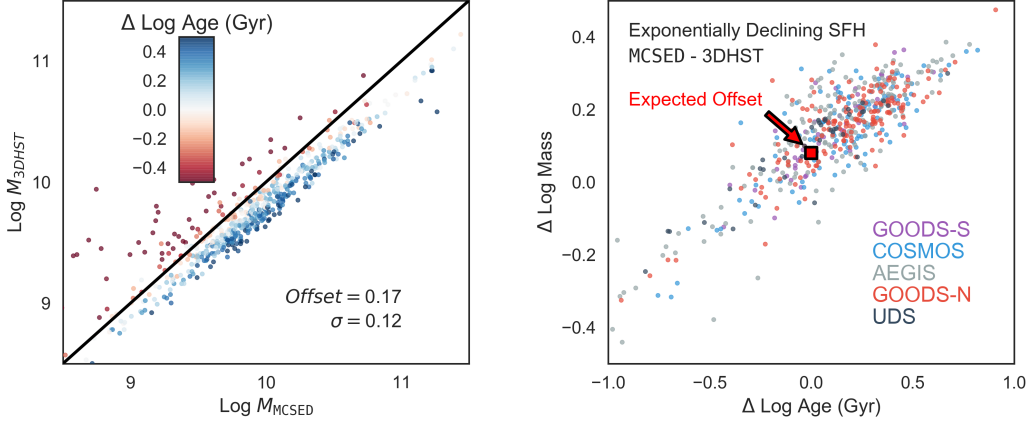 Δ Log Age (Gyr)
0.4
0.2
0.0
−0.2
−0.4
11
10
9
Log M3DHST
Offset = 0.17
σ = 0.12
9
10
11
Log MMCSED
Exponentially Declining SFH
MCSED - 3DHST
Expected Offset
0.4
0.2
0.0
−0.2
−0.4
Δ Log Mass
GOODS-S
COSMOS
AEGIS
GOODS-N
UDS
−1.0
−0.5
0.0
0.5
1.0
Δ Log Age (Gyr)